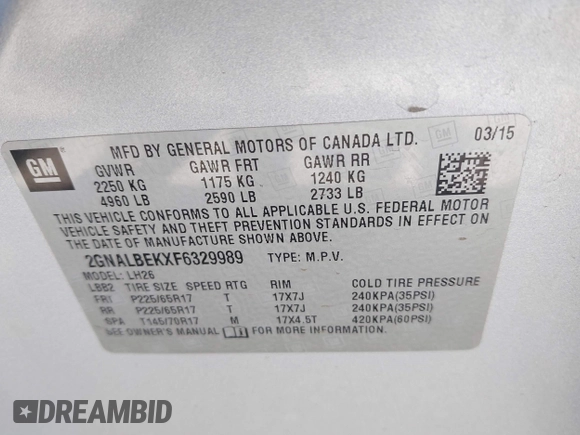 GM
MFD BY GENERAL MOTORS OF CANADA LTD. 03/15
GVWR GAWR FRT GAWR RR
2250 KG 1175 KG 1240 KG
4960 LB 2590 LB 2733 LB
THIS VEHICLE CONFORMS TO ALL APPLICABLE U.S. FEDERAL MOTOR
VEHICLE SAFETY AND THEFT PREVENTION STANDARDS IN EFFECT ON
THE DATE OF MANUFACTURE SHOWN ABOVE.
2GNALBEKXF6329989 TYPE: M.P.V.
MODEL: LH26
LBB2 TIRE SIZE SPEED RTG RIM COLD TIRE PRESSURE
FRT P225/65R17 T 17X7J 240KPA(35PSI)
RR P225/65R17 T 17X7J 240KPA(35PSI)
SPA T145/70R17 M 17X4.5T 420KPA(60PSI)
SEE OWNER'S MANUAL FOR MORE INFORMATION.
DREAMBID